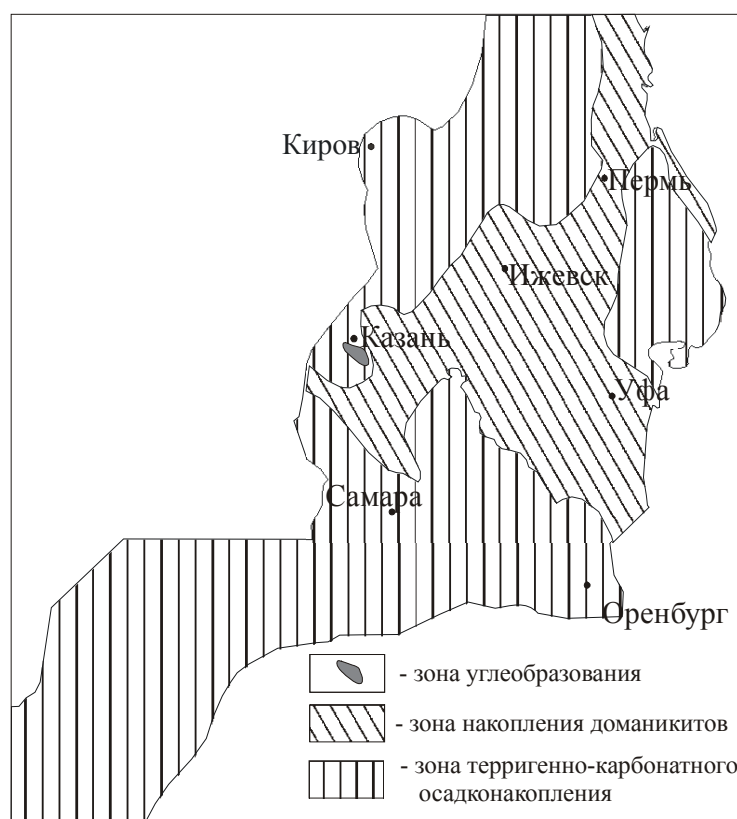 Киров
Пермь
Ижевск
Казань
Уфа
Самара
Оренбург
- зона углеобразования
- зона накопления доманикитов
- зона терригенно-карбонатного
осадконакопления